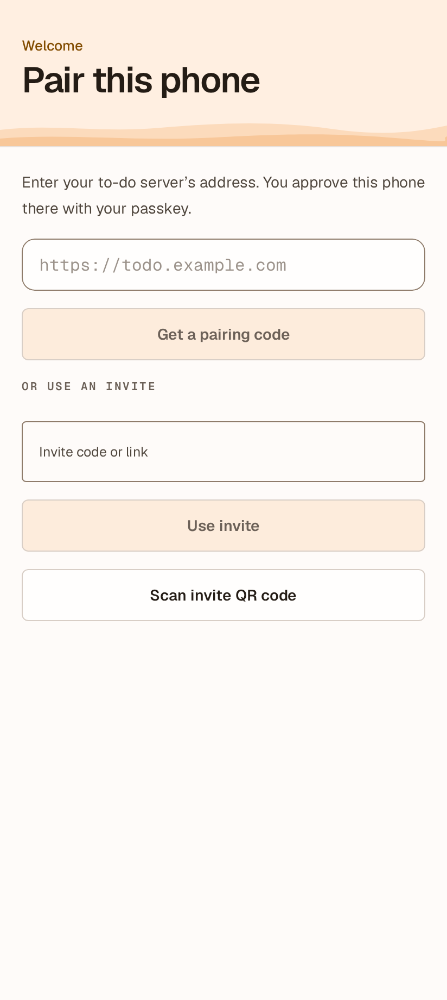 Welcome
Pair this phone
Enter your to-do server’s address. You approve this phone
there with your passkey.
https://todo.example.com
Get a pairing code
OR USE AN INVITE
Invite code or link
Use invite
Scan invite QR code